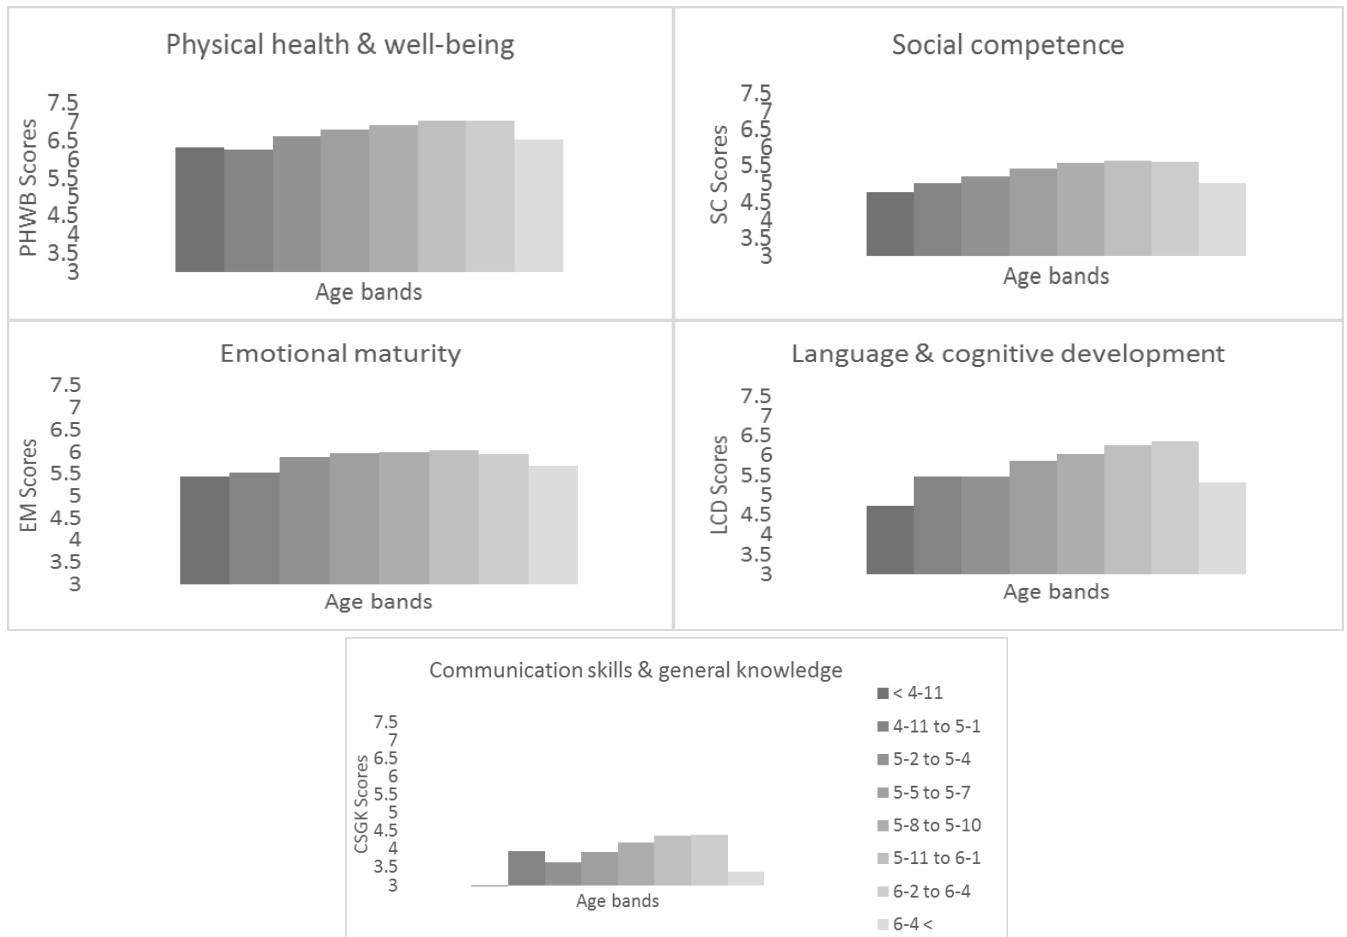 Physical health & well-being
PHWB Scores
7.5
7
6.5
6
5.5
5
4.5
4
3.5
3
Age bands
Social competence
SC Scores
7.5
7
6.5
6
5.5
5
4.5
4
3.5
3
Age bands
Emotional maturity
EM Scores
7.5
7
6.5
6
5.5
5
4.5
4
3.5
3
Age bands
Language & cognitive development
LCD Scores
7.5
7
6.5
6
5.5
5
4.5
4
3.5
3
Age bands
Communication skills & general knowledge
CSGK Scores
7.5
7
6.5
6
5.5
5
4.5
4
3.5
3
Age bands
< 4-11
4-11 to 5-1
5-2 to 5-4
5-5 to 5-7
5-8 to 5-10
5-11 to 6-1
6-2 to 6-4
6-4 <